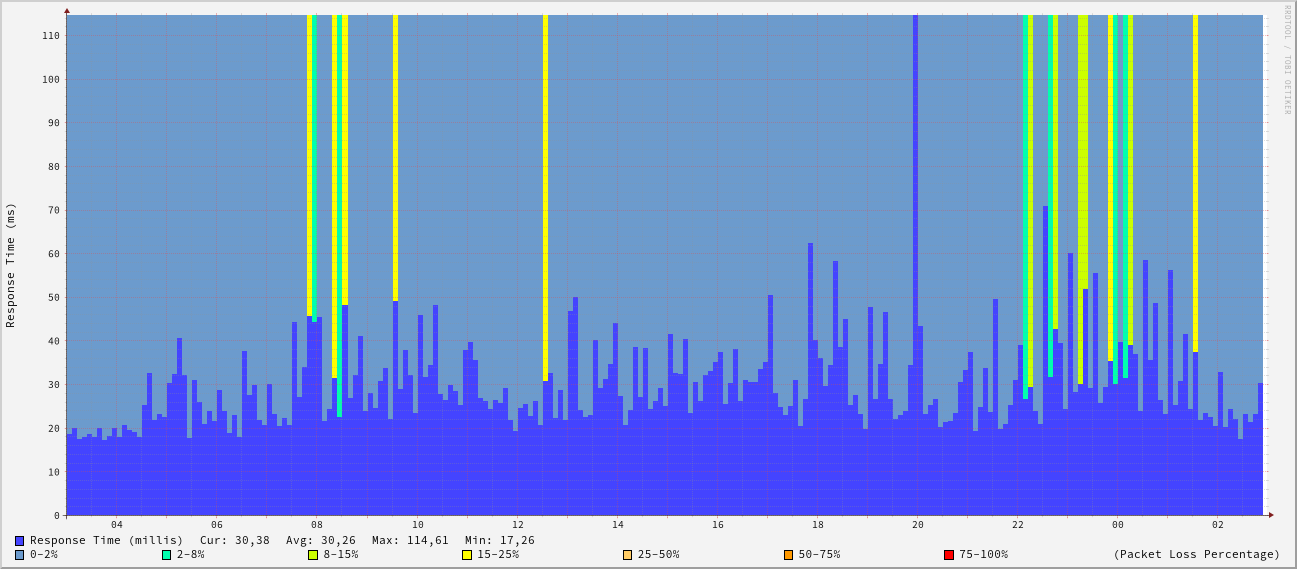 RRDTOOL / TOBI OETIKER
Response Time (ms)
110
100
90
80
70
60
50
40
30
20
10
0
04 06 08 10 12 14 16 18 20 22 00 02
Response Time (millis) Cur: 30,38 Avg: 30,26 Max: 114,61 Min: 17,26
0-2% 2-8% 8-15% 15-25% 25-50% 50-75% 75-100% (Packet Loss Percentage)